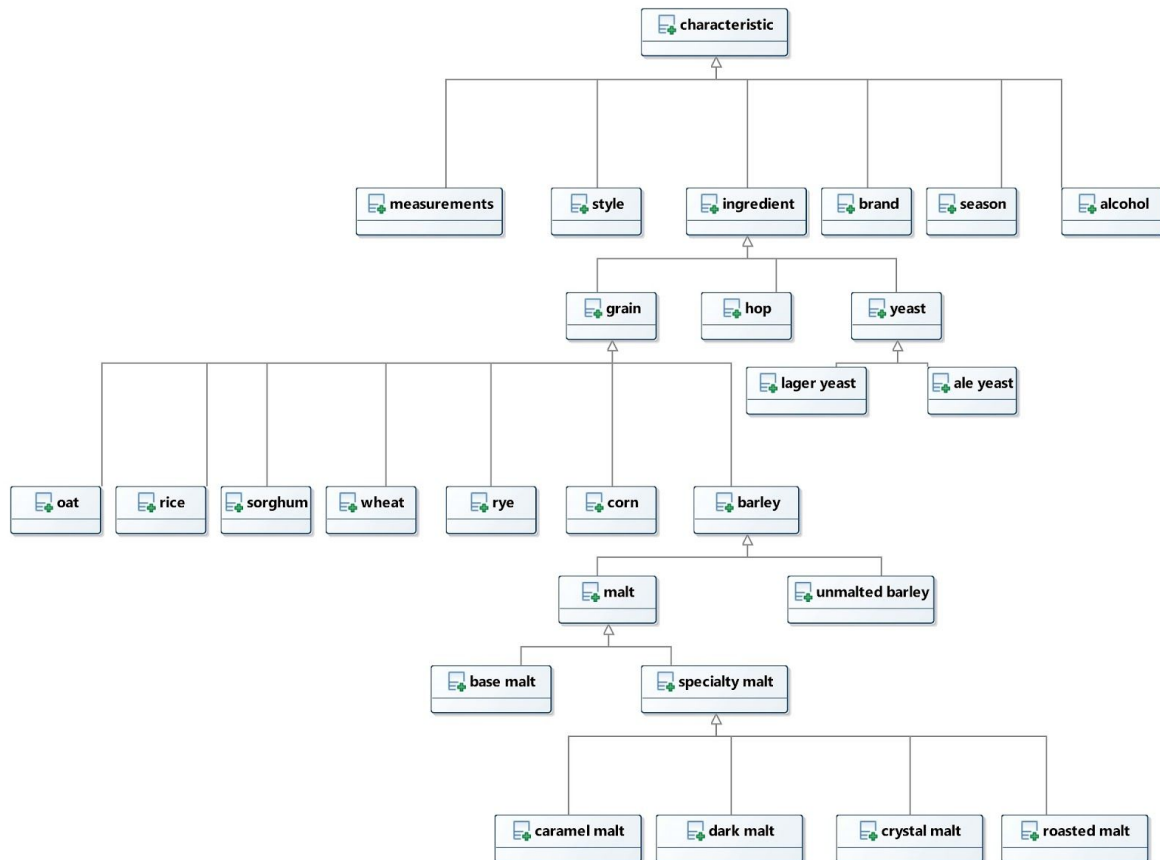 characteristic
measurements
style
ingredient
brand
season
alcohol
grain
hop
yeast
lager yeast
ale yeast
oat
rice
sorghum
wheat
rye
corn
barley
malt
unmalted barley
base malt
specialty malt
caramel malt
dark malt
crystal malt
roasted malt